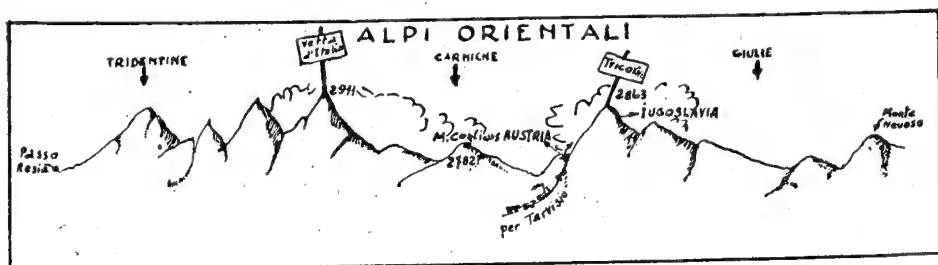 ALPI ORIENTALI
TRIDENTINE
Vetta
d'Italia
CARNICHE
TRICORNO
GIULIE
2911
2863
IUGOSLAVIA
M. Coglians AUSTRIA
2782
Passo
Resia
Monte
Nevoso
per Tarvisio